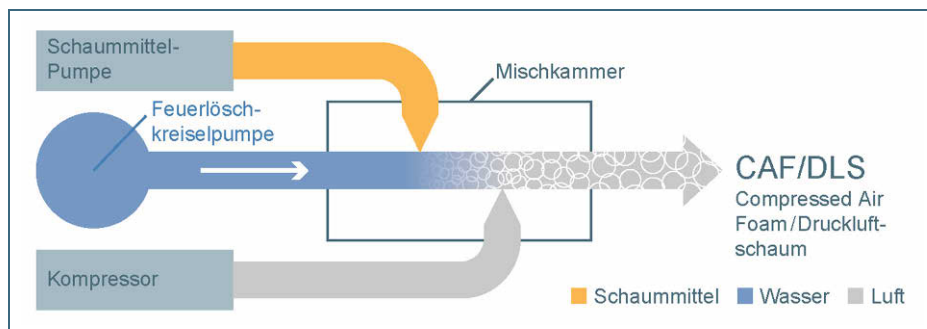 Schaummittel-
Pumpe
Mischkammer
Feuerlösch-
kreiselpumpe
CAF/DLS
Compressed Air
Foam/Druckluft-
schaum
Kompressor
Schaummittel
Wasser
Luft